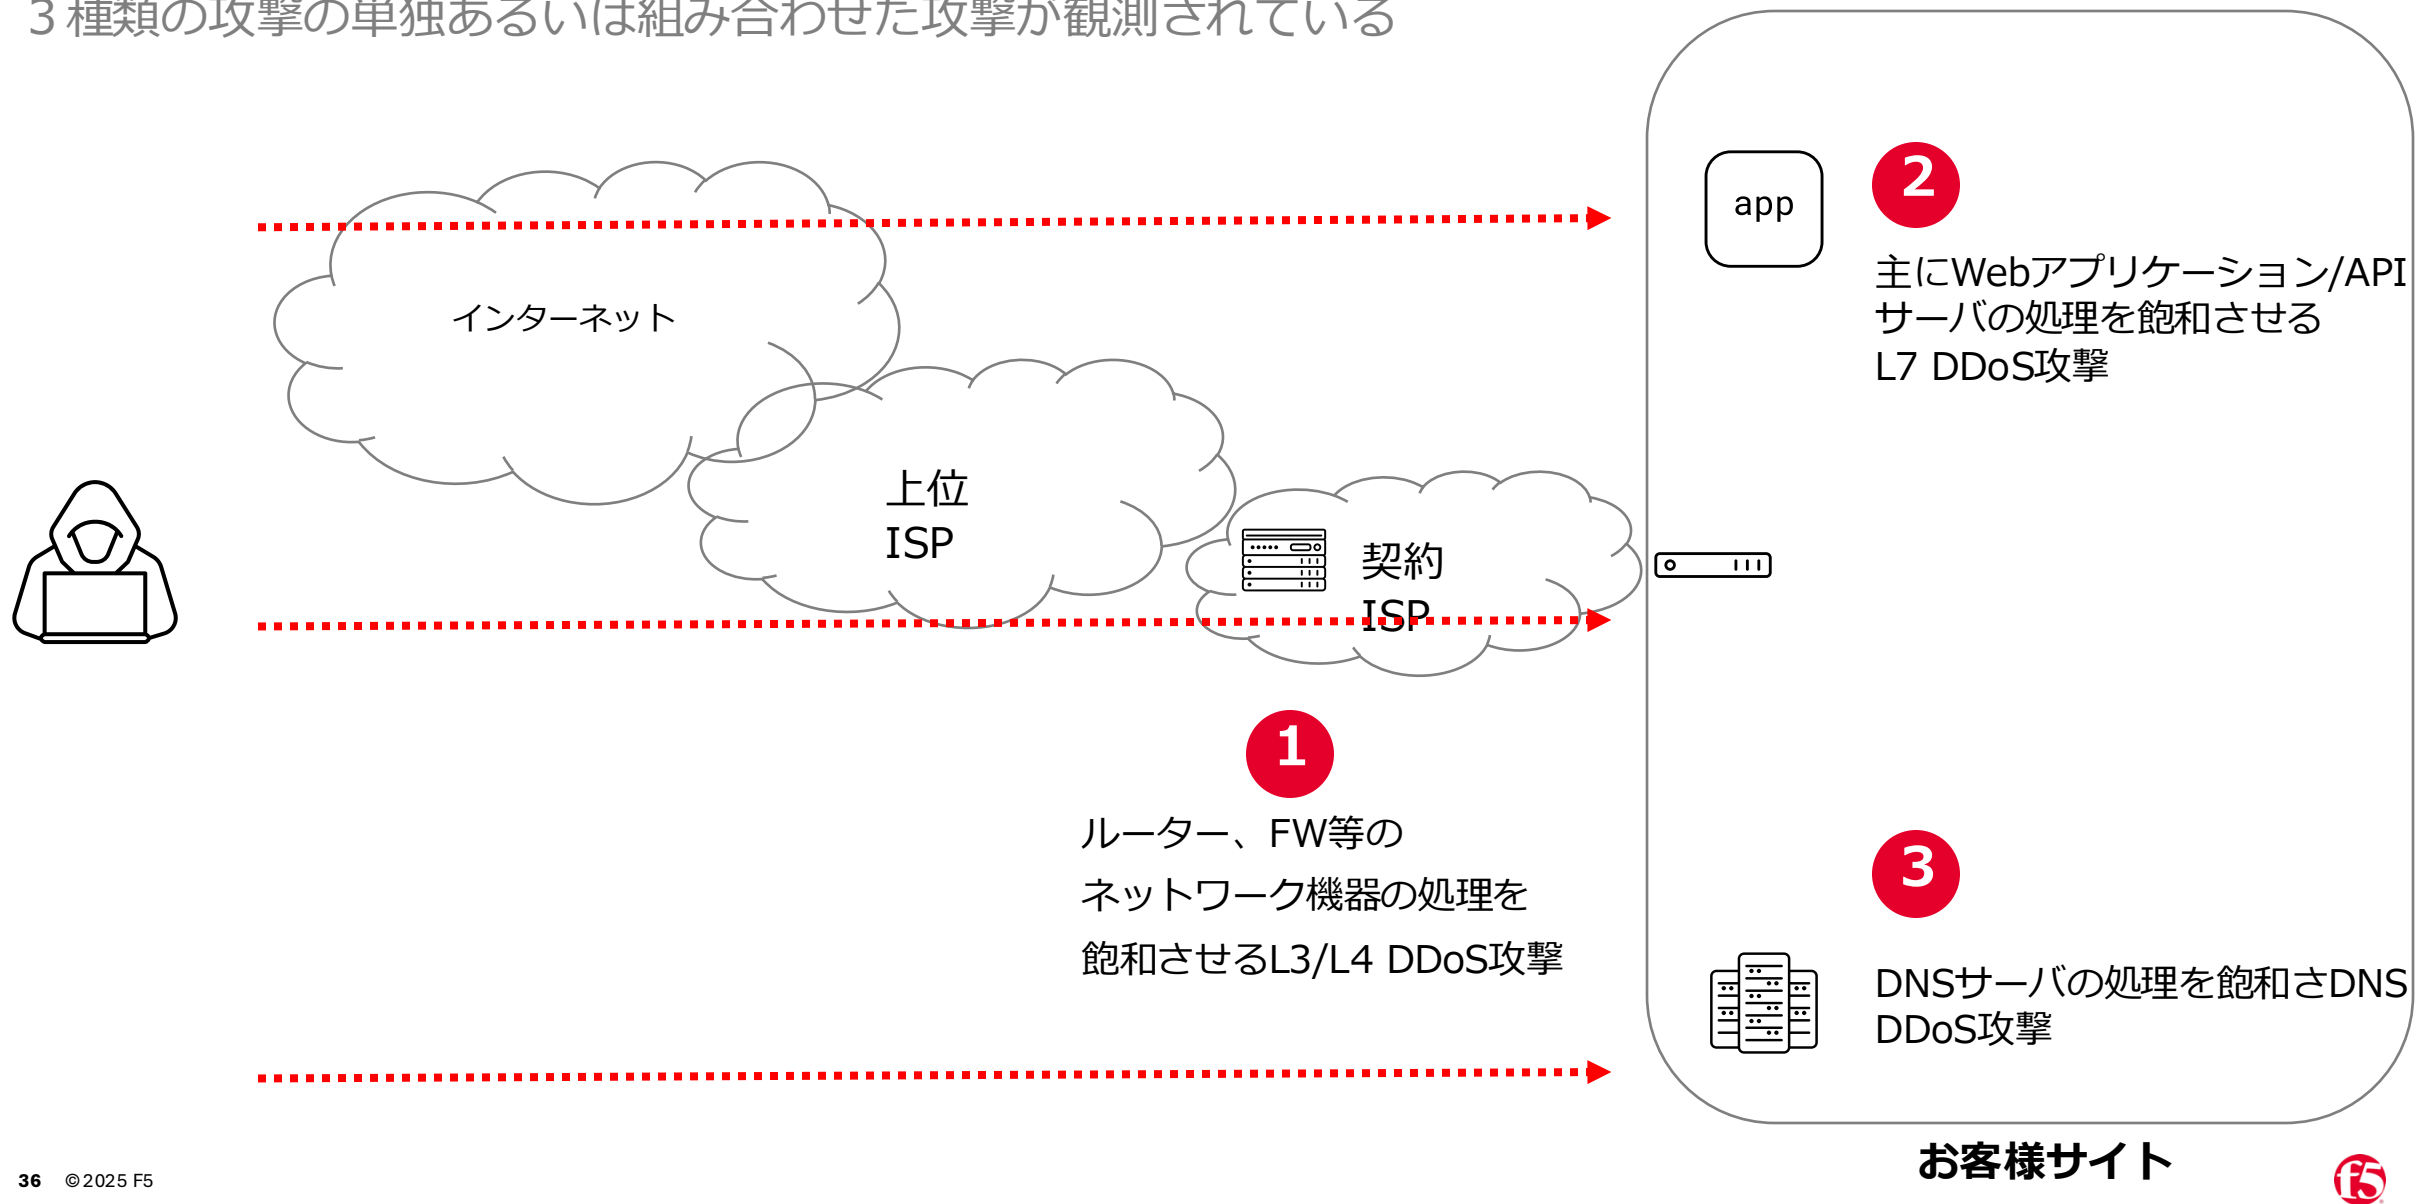 ３種類の攻撃の単独あるいは組み合わせた攻撃が観測されている
インターネット
上位
ISP
契約
ISP
app
2
主にWebアプリケーション/API
サーバの処理を飽和させる
L7 DDoS攻撃
1
ルーター、FW等の
ネットワーク機器の処理を
飽和させるL3/L4 DDoS攻撃
3
DNSサーバの処理を飽和さDNS
DDoS攻撃
お客様サイト
36 ©2025 F5
f5